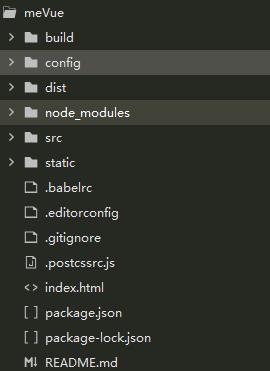 meVue
build
config
dist
node_modules
src
static
.babelrc
.editorconfig
.gitignore
.postcssrc.js
index.html
package.json
package-lock.json
README.md